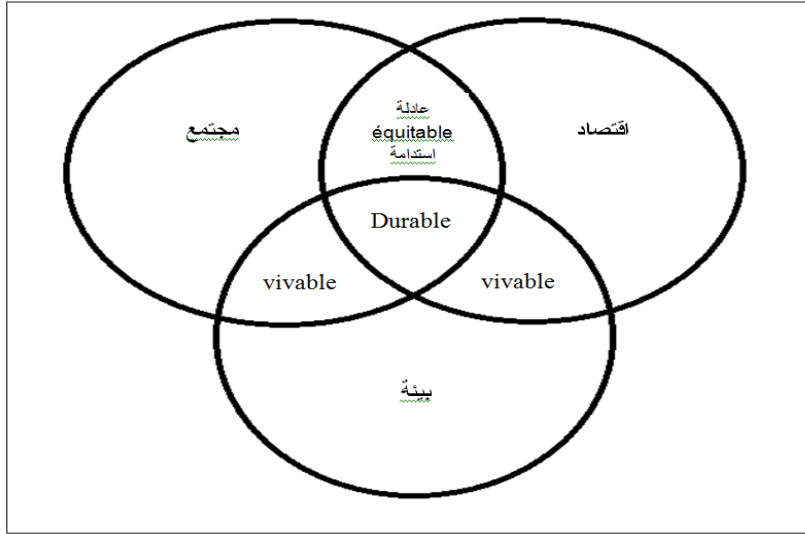 عادلة
équitable
استدامة
مجتمع
اقتصاد
Durable
vivable
vivable
بيئة